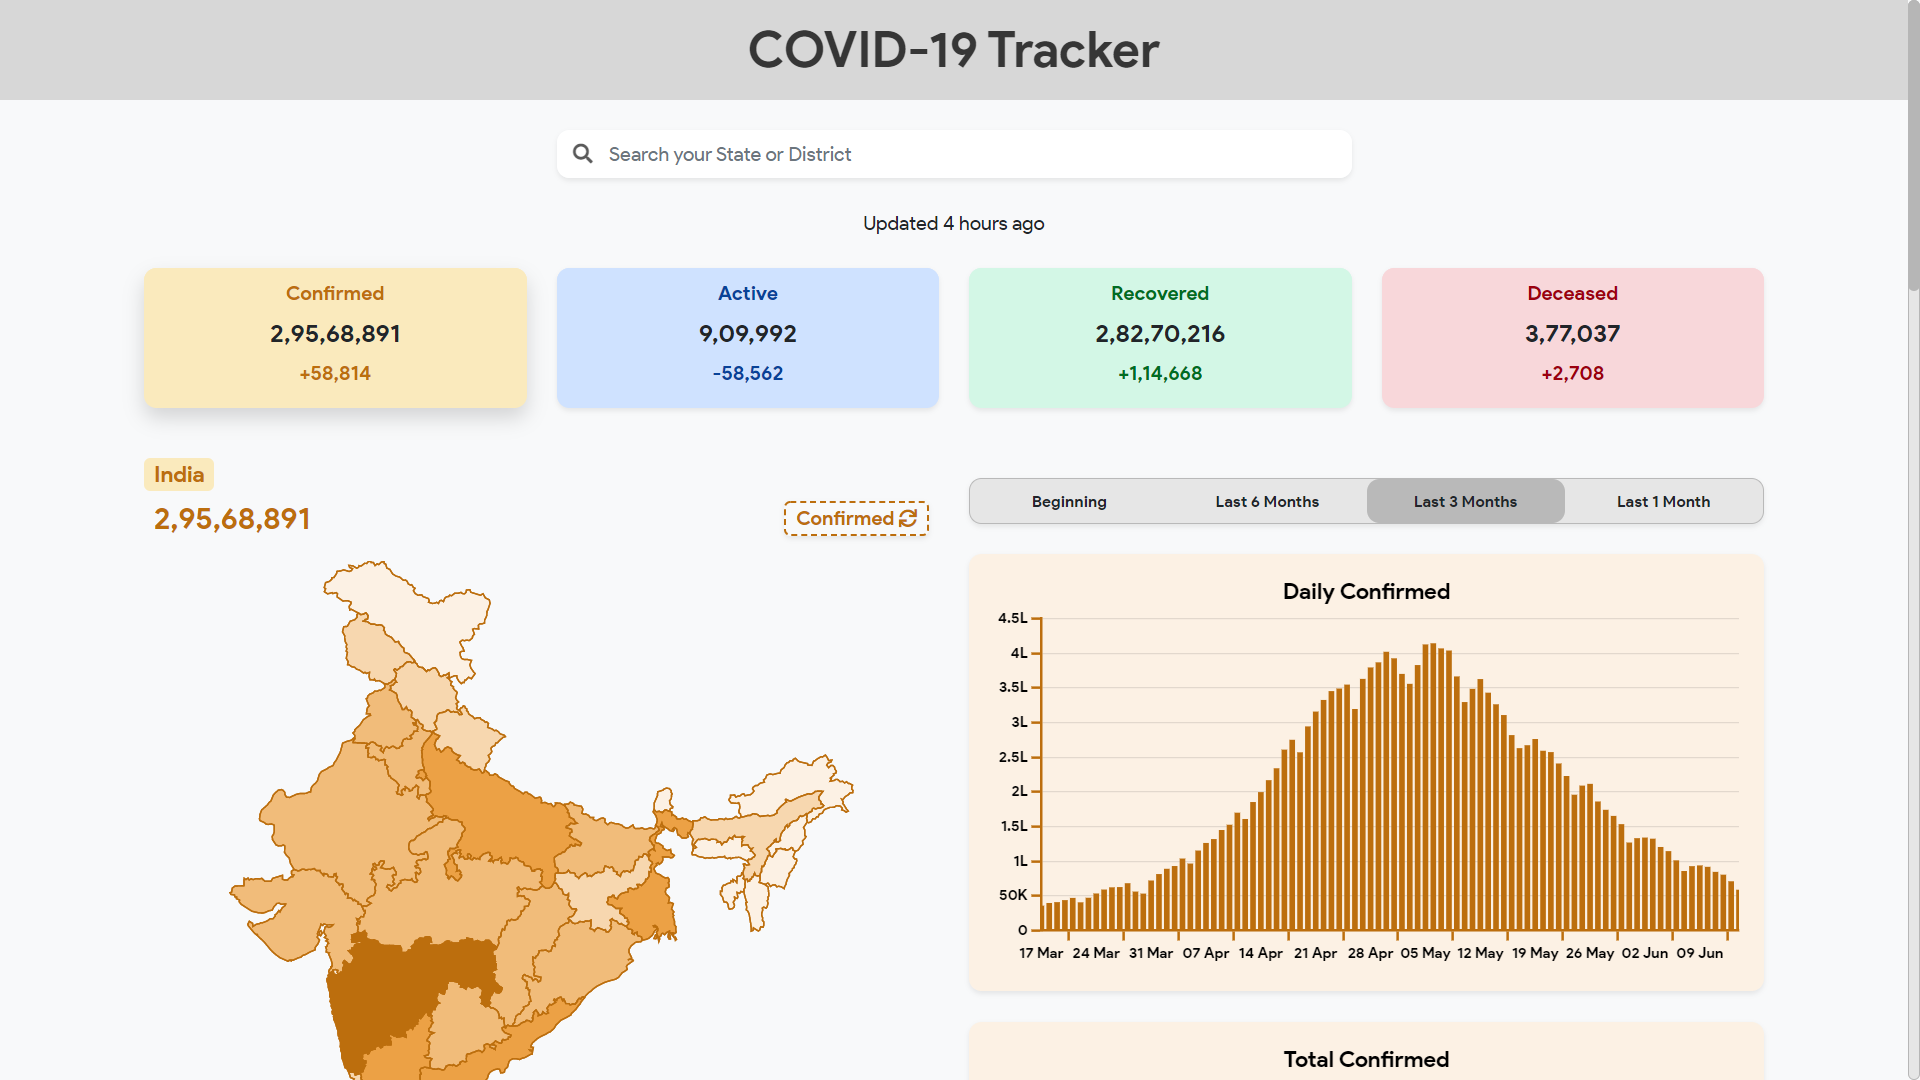 COVID-19 Tracker
Search your State or District
Updated 4 hours ago
Confirmed
2,95,68,891
+58,814
Active
9,09,992
-58,562
Recovered
2,82,70,216
+1,14,668
Deceased
3,77,037
+2,708
India
2,95,68,891
Confirmed
Beginning Last 6 Months Last 3 Months Last 1 Month
Daily Confirmed
4.5L
4L
3.5L
3L
2.5L
2L
1.5L
1L
50K
0
17 Mar 24 Mar 31 Mar 07 Apr 14 Apr 21 Apr 28 Apr 05 May 12 May 19 May 26 May 02 Jun 09 Jun
Total Confirmed